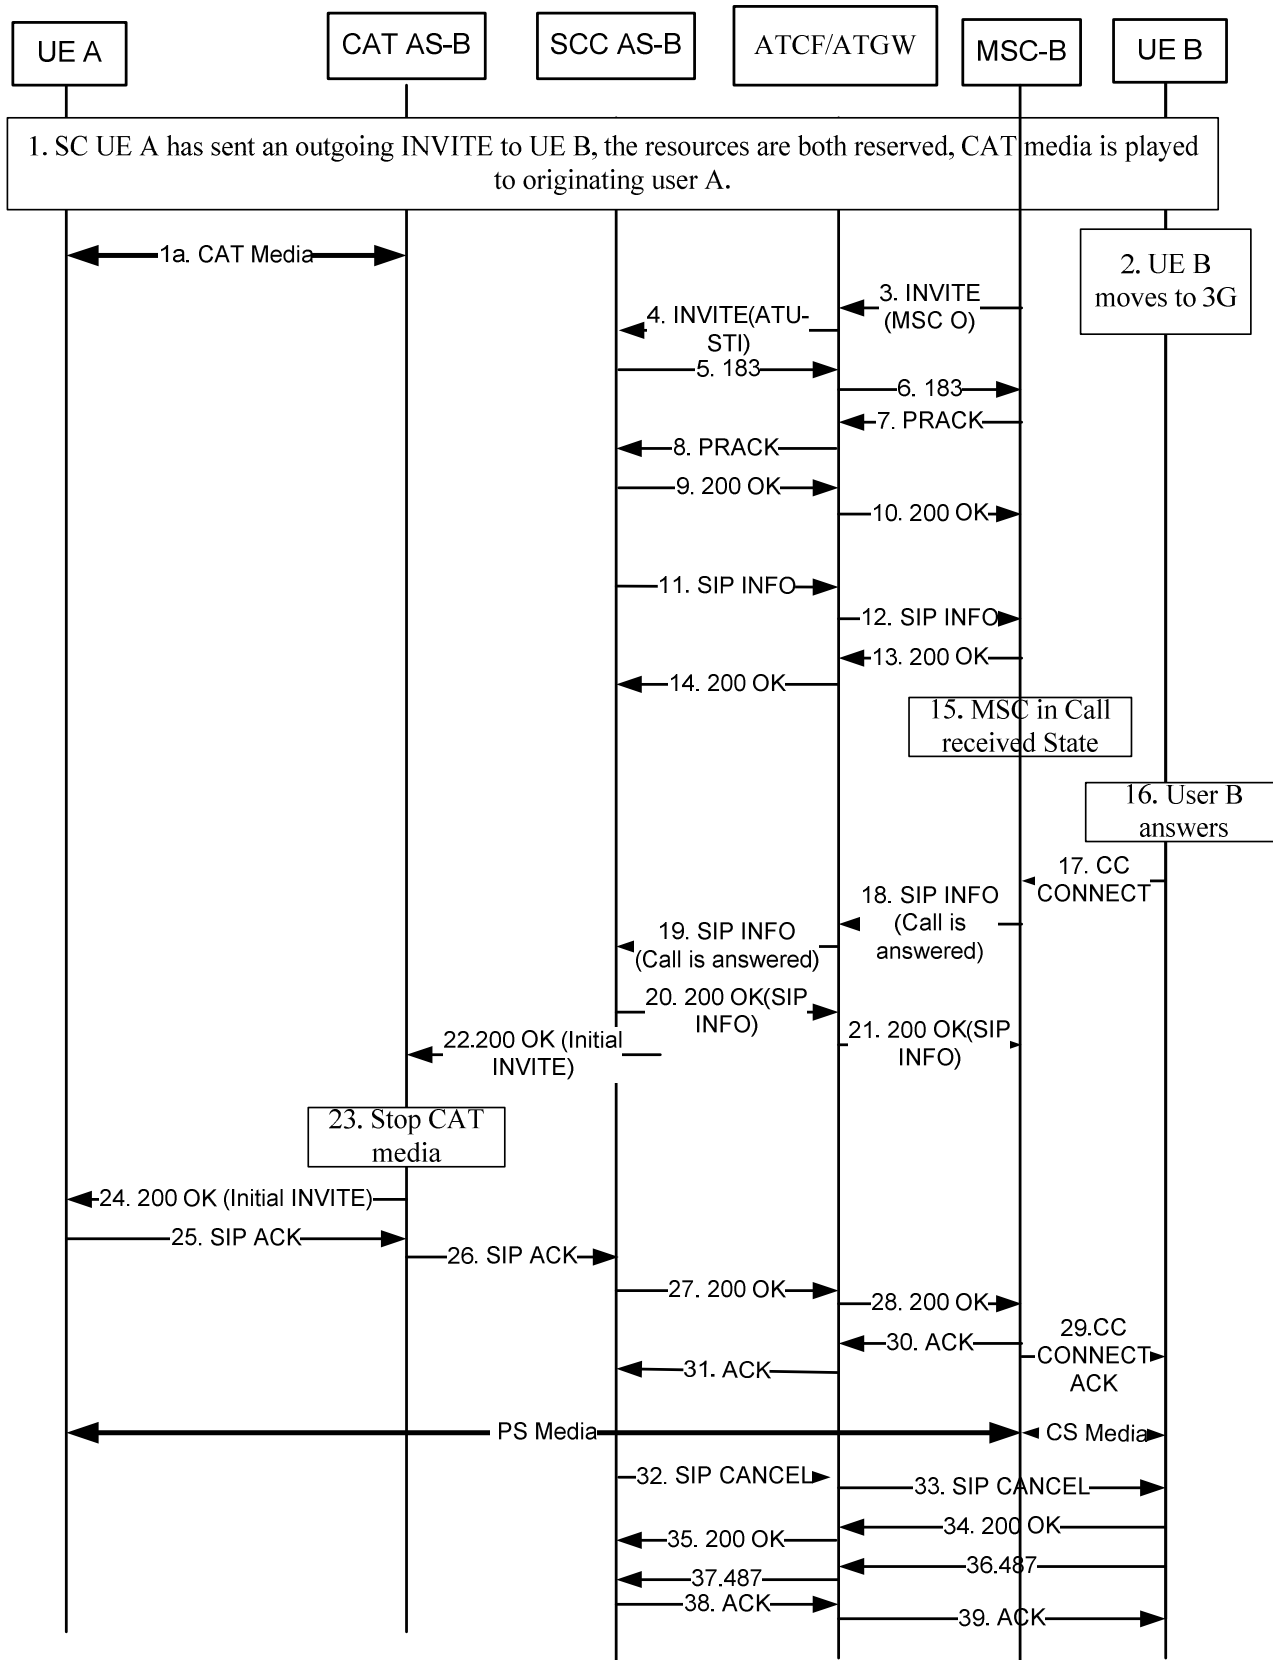 UE A
CAT AS-B
SCC AS-B
ATCF/ATGW
MSC-B
UE B
1. SC UE A has sent an outgoing INVITE to UE B, the resources are both reserved, CAT media is played
to originating user A.
1a. CAT Media
2. UE B
moves to 3G
3. INVITE
(MSC O)
4. INVITE(ATU-
STI)
5. 183
6. 183
7. PRACK
8. PRACK
9. 200 OK
10. 200 OK
11. SIP INFO
12. SIP INFO
13. 200 OK
14. 200 OK
15. MSC in Call
received State
16. User B
answers
17. CC
CONNECT
18. SIP INFO
(Call is
answered)
19. SIP INFO
(Call is answered)
20. 200 OK(SIP
INFO)
21. 200 OK(SIP
INFO)
22.200 OK (Initial
INVITE)
23. Stop CAT
media
24. 200 OK (Initial INVITE)
25. SIP ACK
26. SIP ACK
27. 200 OK
28. 200 OK
29.CC
CONNECT
ACK
30. ACK
31. ACK
PS Media
CS Media
32. SIP CANCEL
33. SIP CANCEL
34. 200 OK
35. 200 OK
36.487
37.487
38. ACK
39. ACK